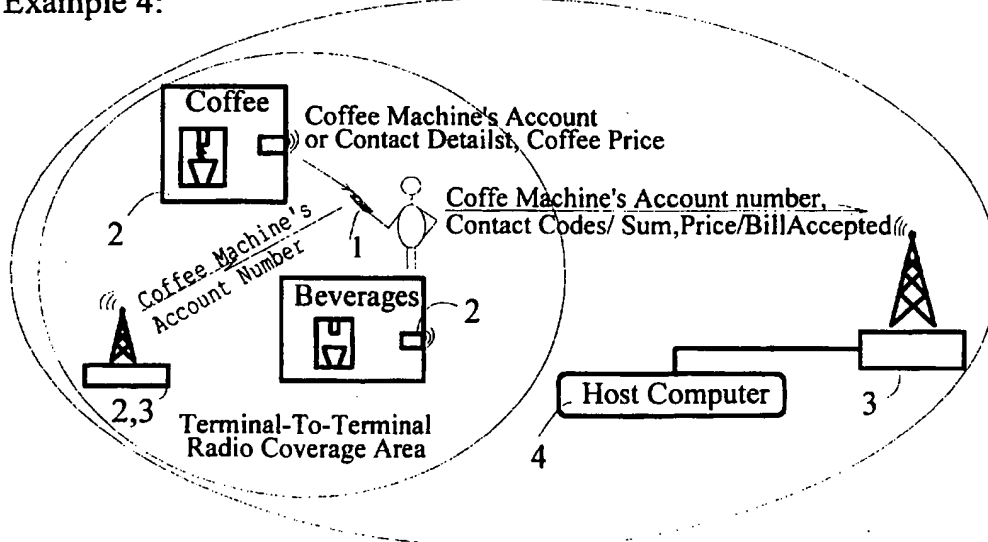 Example 4:
Coffee
Coffee Machine's Account
or Contact Detailst, Coffee Price
2
1
Coffe Machine's Account number,
Contact Codes/ Sum,Price/BillAccepted
Coffee Machine's
Account Number
Beverages
2
2,3
Terminal-To-Terminal
Radio Coverage Area
Host Computer
4
3